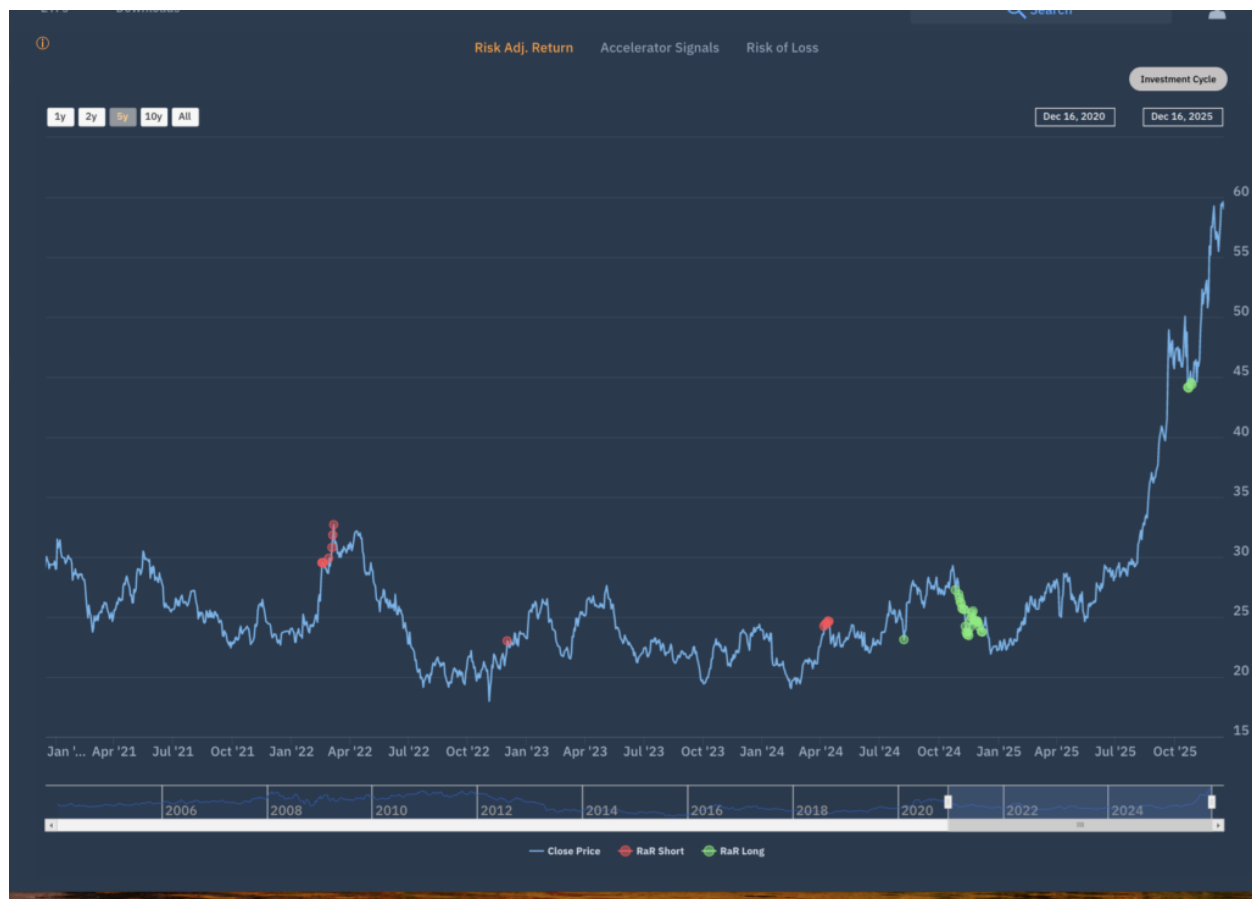 Search
ⓘ
Risk Adj. Return Accelerator Signals Risk of Loss
Investment Cycle
1y 2y 5y 10y All
Dec 16, 2020 Dec 16, 2025
60
55
50
45
40
35
30
25
20
15
Jan '... Apr '21 Jul '21 Oct '21 Jan '22 Apr '22 Jul '22 Oct '22 Jan '23 Apr '23 Jul '23 Oct '23 Jan '24 Apr '24 Jul '24 Oct '24 Jan '25 Apr '25 Jul '25 Oct '25
2006 2008 2010 2012 2014 2016 2018 2020 2022 2024
Close Price RaR Short RaR Long